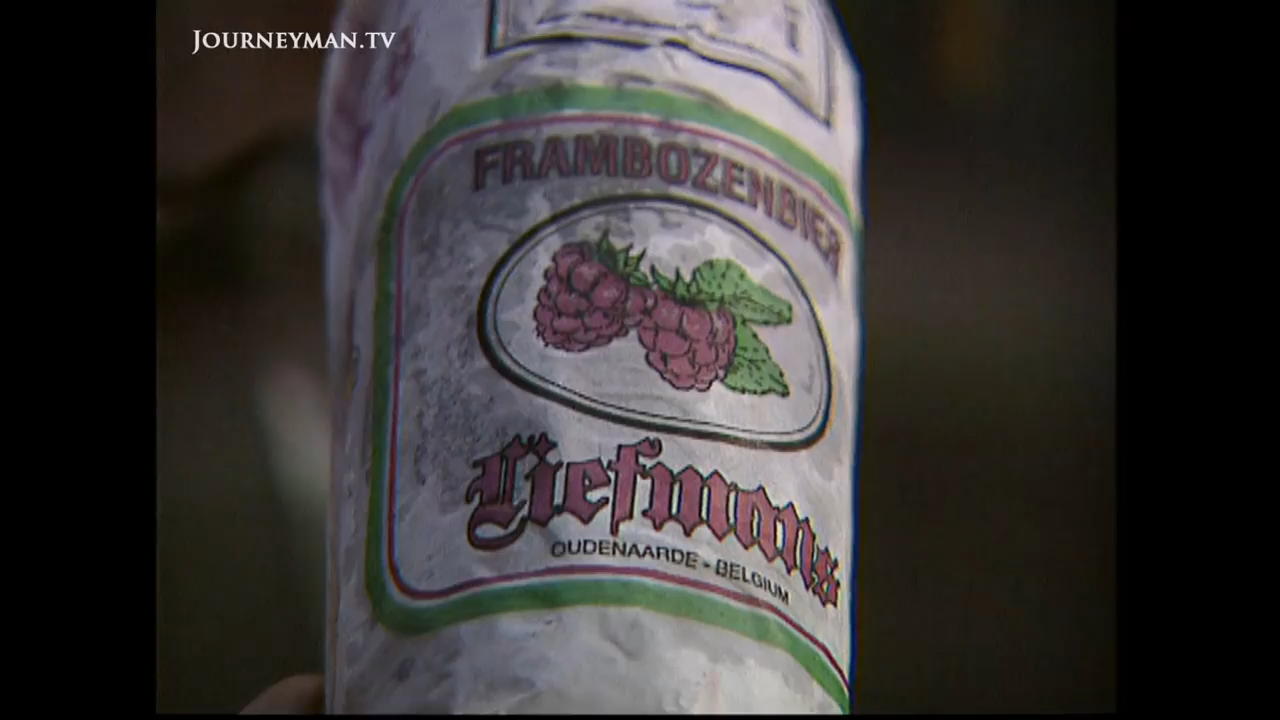 JOURNEYMAN.TV
FRAMBOZENBIER
Liefmans
OUDENAARDE - BELGIUM